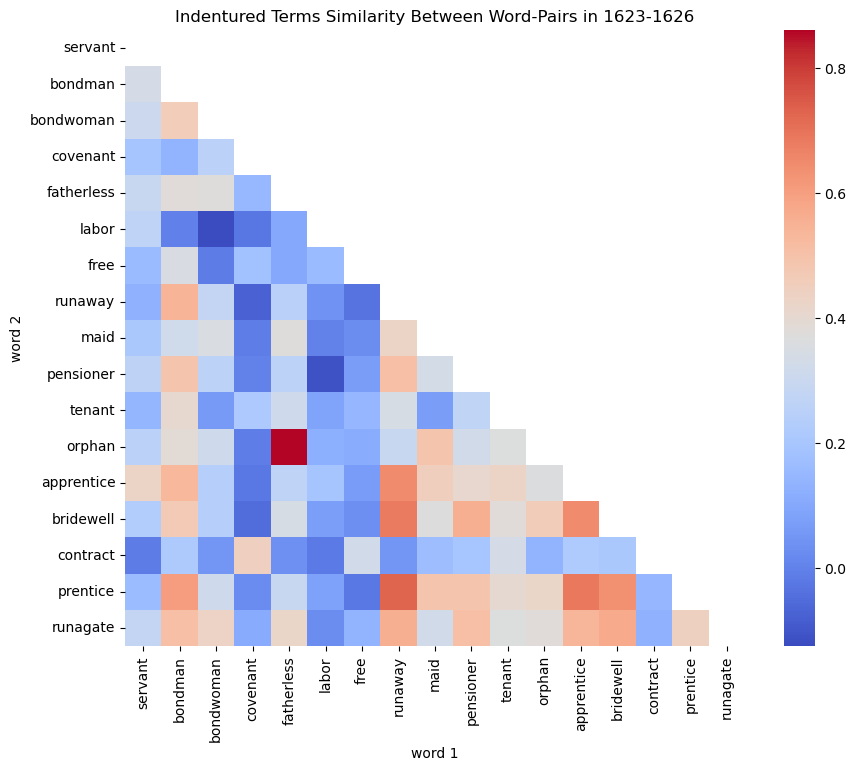 Indentured Terms Similarity Between Word-Pairs in 1623-1626
servant
bondman
bondwoman
covenant
fatherless
labor
free
runaway
maid
pensioner
tenant
orphan
apprentice
bridewell
contract
prentice
runagate
word 2
servant
bondman
bondwoman
covenant
fatherless
labor
free
runaway
maid
pensioner
tenant
orphan
apprentice
bridewell
contract
prentice
runagate
word 1
0.8
0.6
0.4
0.2
0.0